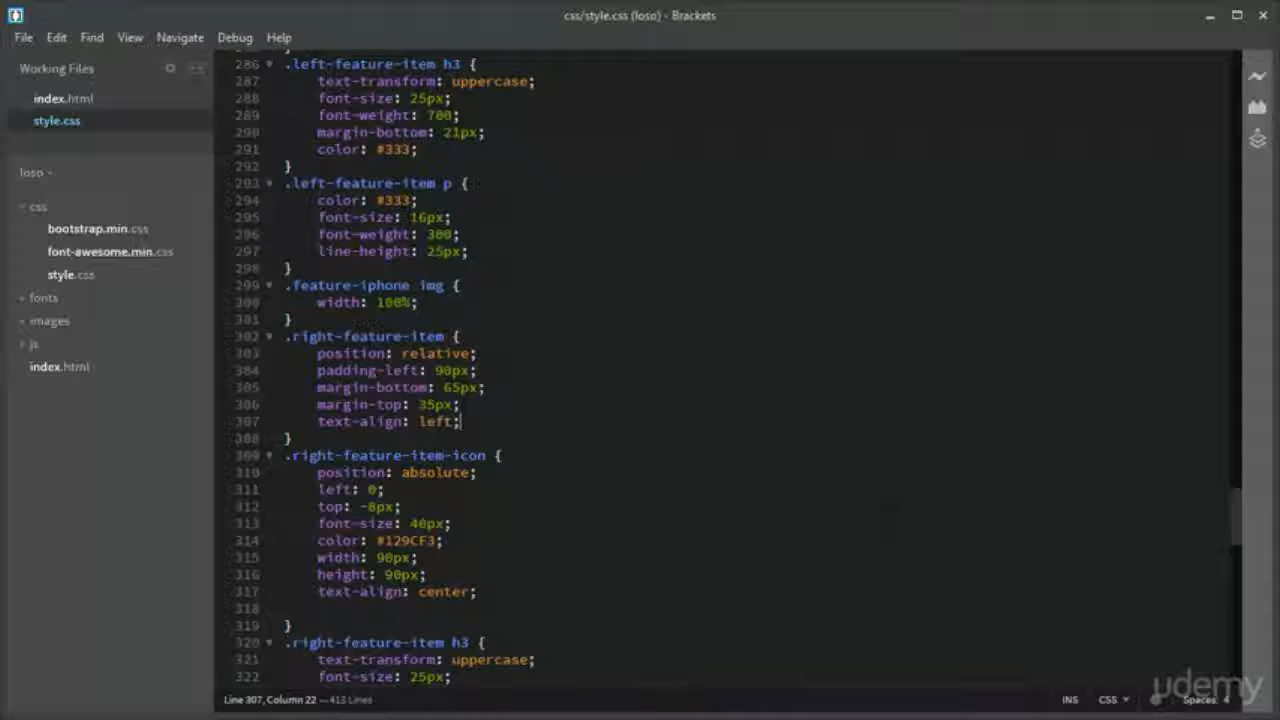 css/style.css (loso) - Brackets
File Edit Find View Navigate Debug Help
Working Files
index.html
style.css
loso
css
bootstrap.min.css
font-awesome.min.css
style.css
fonts
images
js
index.html
286 .left-feature-item h3 {
287 text-transform: uppercase;
288 font-size: 25px;
289 font-weight: 700;
290 margin-bottom: 21px;
291 color: #333;
292 }
293 .left-feature-item p {
294 color: #333;
295 font-size: 16px;
296 font-weight: 300;
297 line-height: 25px;
298 }
299 .feature-iphone img {
300 width: 100%;
301 }
302 .right-feature-item {
303 position: relative;
304 padding-left: 90px;
305 margin-bottom: 65px;
306 margin-top: 35px;
307 text-align: left;
308 }
309 .right-feature-item-icon {
310 position: absolute;
311 left: 0;
312 top: -8px;
313 font-size: 40px;
314 color: #129CF3;
315 width: 90px;
316 height: 90px;
317 text-align: center;
318
319 }
320 .right-feature-item h3 {
321 text-transform: uppercase;
322 font-size: 25px;
Line 307, Column 22 — 413 Lines
INS CSS Spaces: 4
udemy